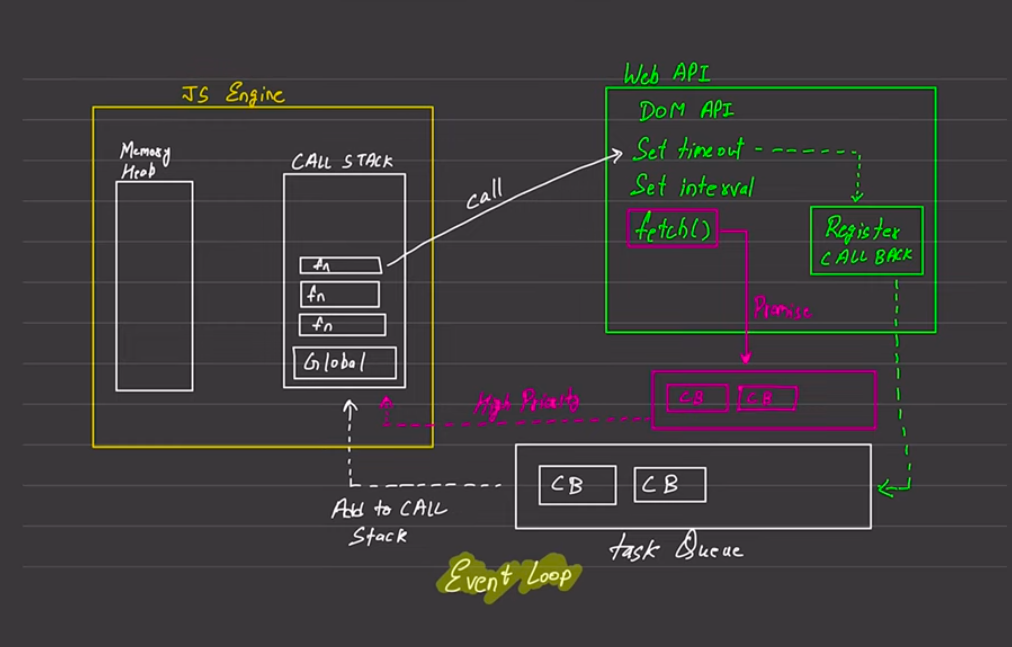 Web API
JS Engine
DOM API
Memory
Heap
CALL STACK
Set timeout
call
Set interval
fetch()
Register
CALL BACK
fn
fn
fn
Promise
Global
High Priority
CB CB
CB CB
Add to CALL
Stack
task Queue
Event Loop